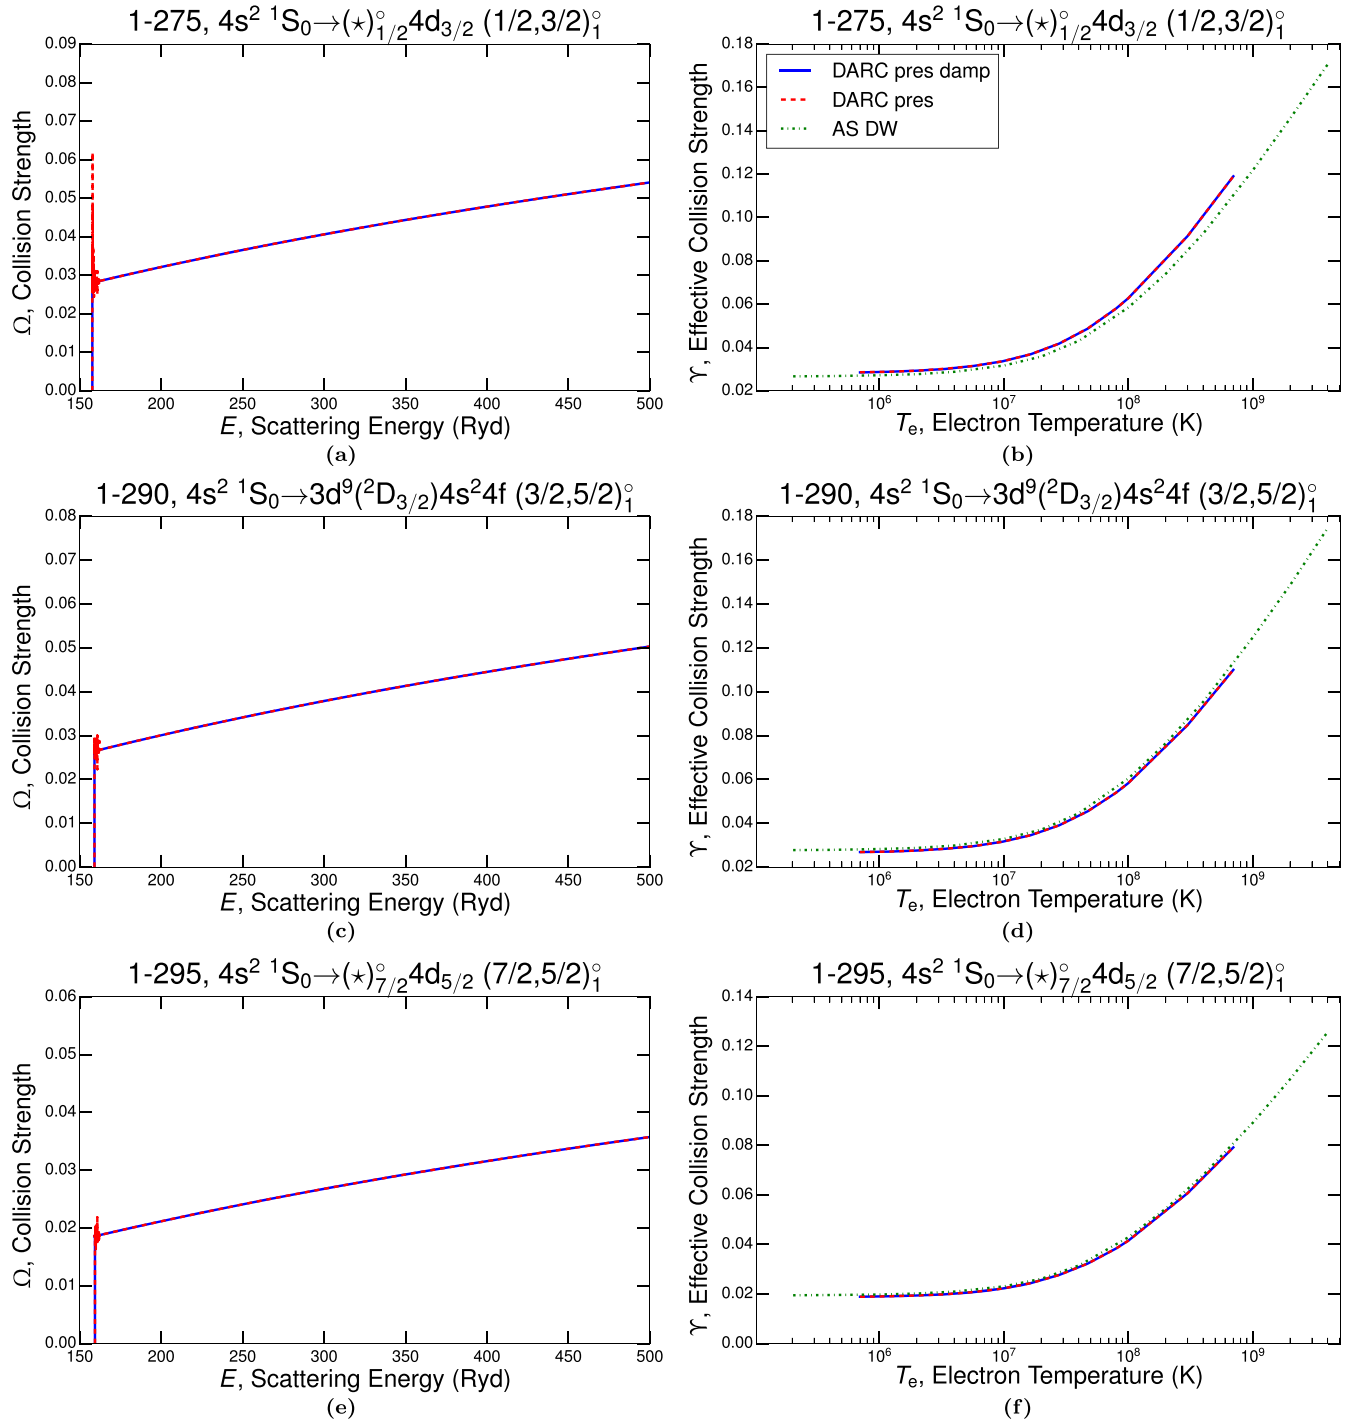 1-275, 4s² ¹S₀→(⋆)°₁/₂4d₃/₂ (1/2,3/2)°₁
0.09
0.08
0.07
0.06
0.05
0.04
0.03
0.02
0.01
0.00
Ω, Collision Strength
150 200 250 300 350 400 450 500
E, Scattering Energy (Ryd)
(a)
1-275, 4s² ¹S₀→(⋆)°₁/₂4d₃/₂ (1/2,3/2)°₁
DARC pres damp
DARC pres
AS DW
0.18
0.16
0.14
0.12
0.10
0.08
0.06
0.04
0.02
ϒ, Effective Collision Strength
10⁶ 10⁷ 10⁸ 10⁹
Tₑ, Electron Temperature (K)
(b)
1-290, 4s² ¹S₀→3d⁹(²D₃/₂)4s²4f (3/2,5/2)°₁
0.08
0.07
0.06
0.05
0.04
0.03
0.02
0.01
0.00
Ω, Collision Strength
150 200 250 300 350 400 450 500
E, Scattering Energy (Ryd)
(c)
1-290, 4s² ¹S₀→3d⁹(²D₃/₂)4s²4f (3/2,5/2)°₁
0.18
0.16
0.14
0.12
0.10
0.08
0.06
0.04
0.02
ϒ, Effective Collision Strength
10⁶ 10⁷ 10⁸ 10⁹
Tₑ, Electron Temperature (K)
(d)
1-295, 4s² ¹S₀→(⋆)°₇/₂4d₅/₂ (7/2,5/2)°₁
0.06
0.05
0.04
0.03
0.02
0.01
0.00
Ω, Collision Strength
150 200 250 300 350 400 450 500
E, Scattering Energy (Ryd)
(e)
1-295, 4s² ¹S₀→(⋆)°₇/₂4d₅/₂ (7/2,5/2)°₁
0.14
0.12
0.10
0.08
0.06
0.04
0.02
0.00
ϒ, Effective Collision Strength
10⁶ 10⁷ 10⁸ 10⁹
Tₑ, Electron Temperature (K)
(f)